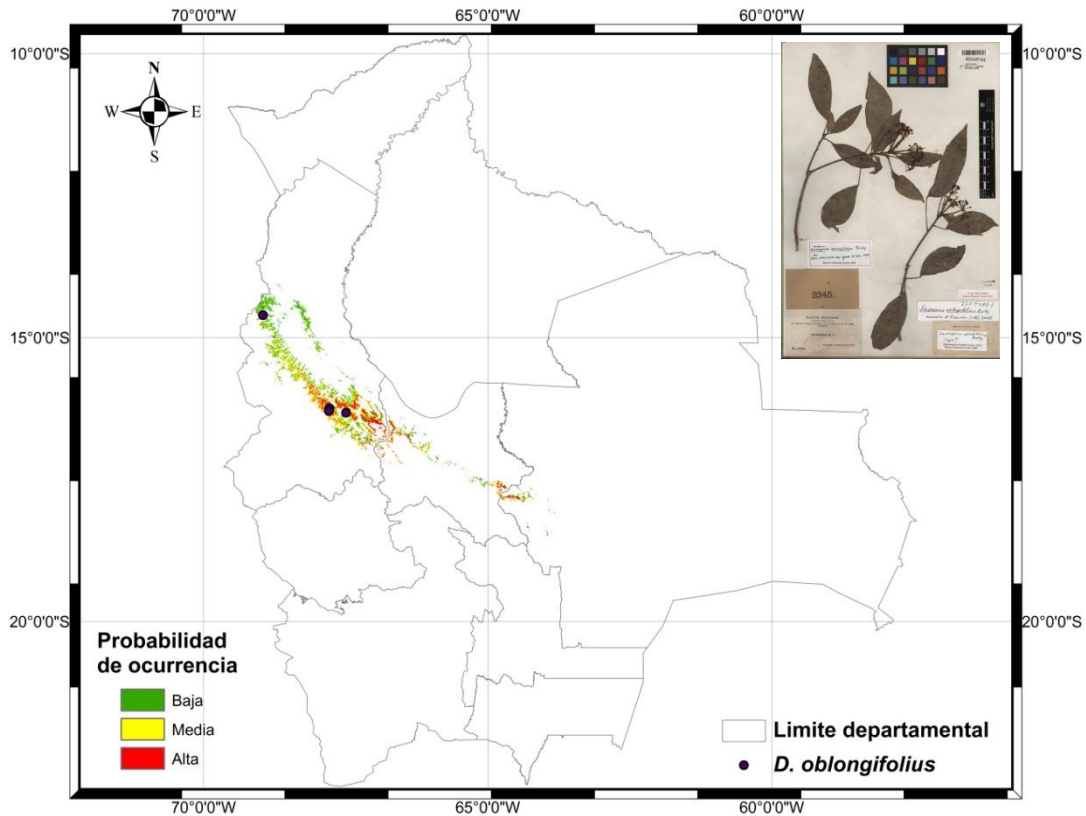 70°0'0"W 65°0'0"W 60°0'0"W
10°0'0"S 10°0'0"S
N
W E
S
2345.
15°0'0"S 15°0'0"S
20°0'0"S 20°0'0"S
Probabilidad
de ocurrencia
Baja
Media
Alta
Limite departamental
D. oblongifolius
70°0'0"W 65°0'0"W 60°0'0"W